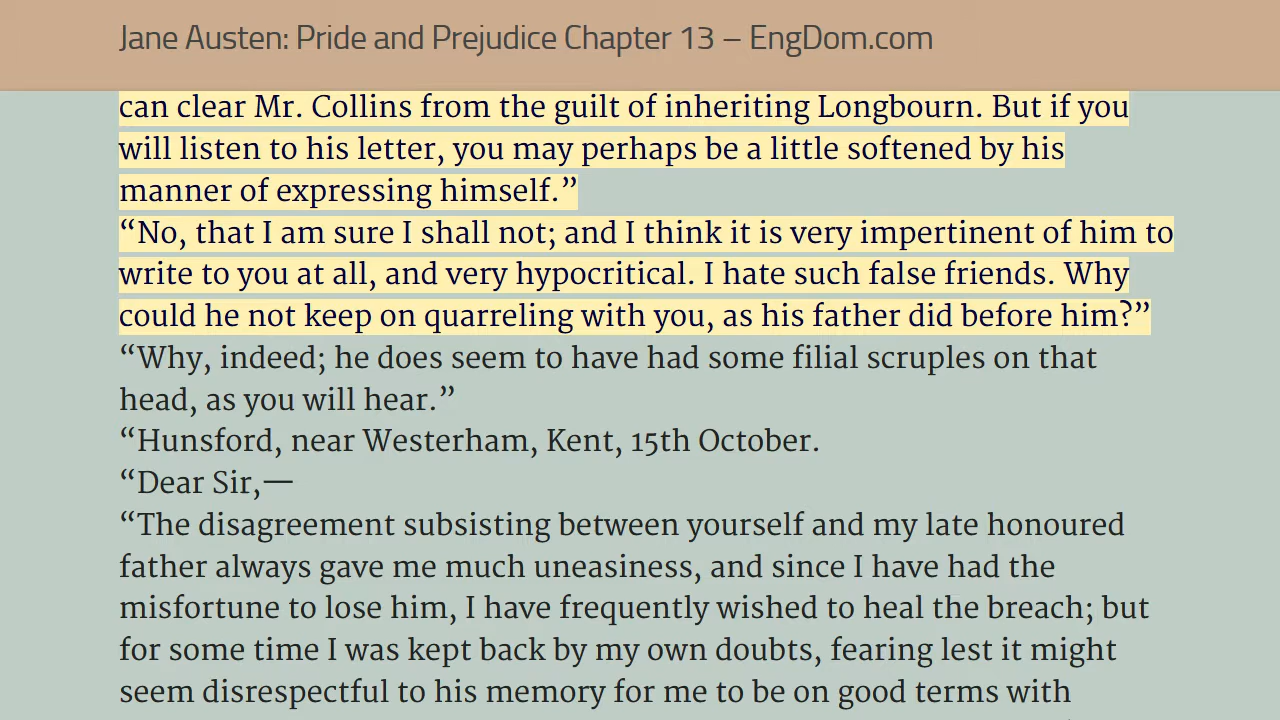 Jane Austen: Pride and Prejudice Chapter 13 – EngDom.com
can clear Mr. Collins from the guilt of inheriting Longbourn. But if you
will listen to his letter, you may perhaps be a little softened by his
manner of expressing himself.”
“No, that I am sure I shall not; and I think it is very impertinent of him to
write to you at all, and very hypocritical. I hate such false friends. Why
could he not keep on quarreling with you, as his father did before him?”
“Why, indeed; he does seem to have had some filial scruples on that
head, as you will hear.”
“Hunsford, near Westerham, Kent, 15th October.
“Dear Sir,—
“The disagreement subsisting between yourself and my late honoured
father always gave me much uneasiness, and since I have had the
misfortune to lose him, I have frequently wished to heal the breach; but
for some time I was kept back by my own doubts, fearing lest it might
seem disrespectful to his memory for me to be on good terms with